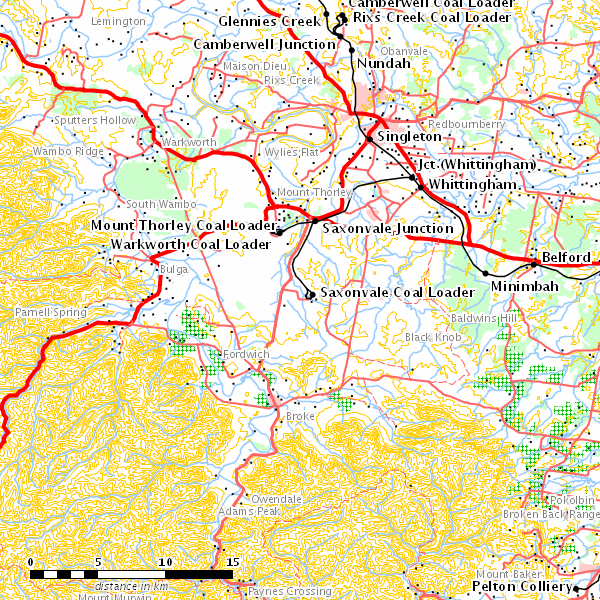 Camberwell Coal Loader
Glennies Creek
Rixs Creek Coal Loader
Lemington
Camberwell Junction
Obanvale
Nundah
Maison Dieu
Rixs Creek
Sputters Hollow
Redbournberry
Warkworth
Singleton
Wambo Ridge
Wylies Flat
Jct (Whittingham)
Whittingham
Mount Thorley
South Wambo
Mount Thorley Coal Loader
Saxonvale Junction
Warkworth Coal Loader
Belford
Bulga
Minimbah
Saxonvale Coal Loader
Parnell Spring
Baldwins Hill
Black Knob
Fordwich
Broke
Owendale
Pokolbin
Adams Peak
Broken Back Range
0 5 10 15
distance in km
Mount Baker
Pelton Colliery
Paynes Crossing
Mount Murwin